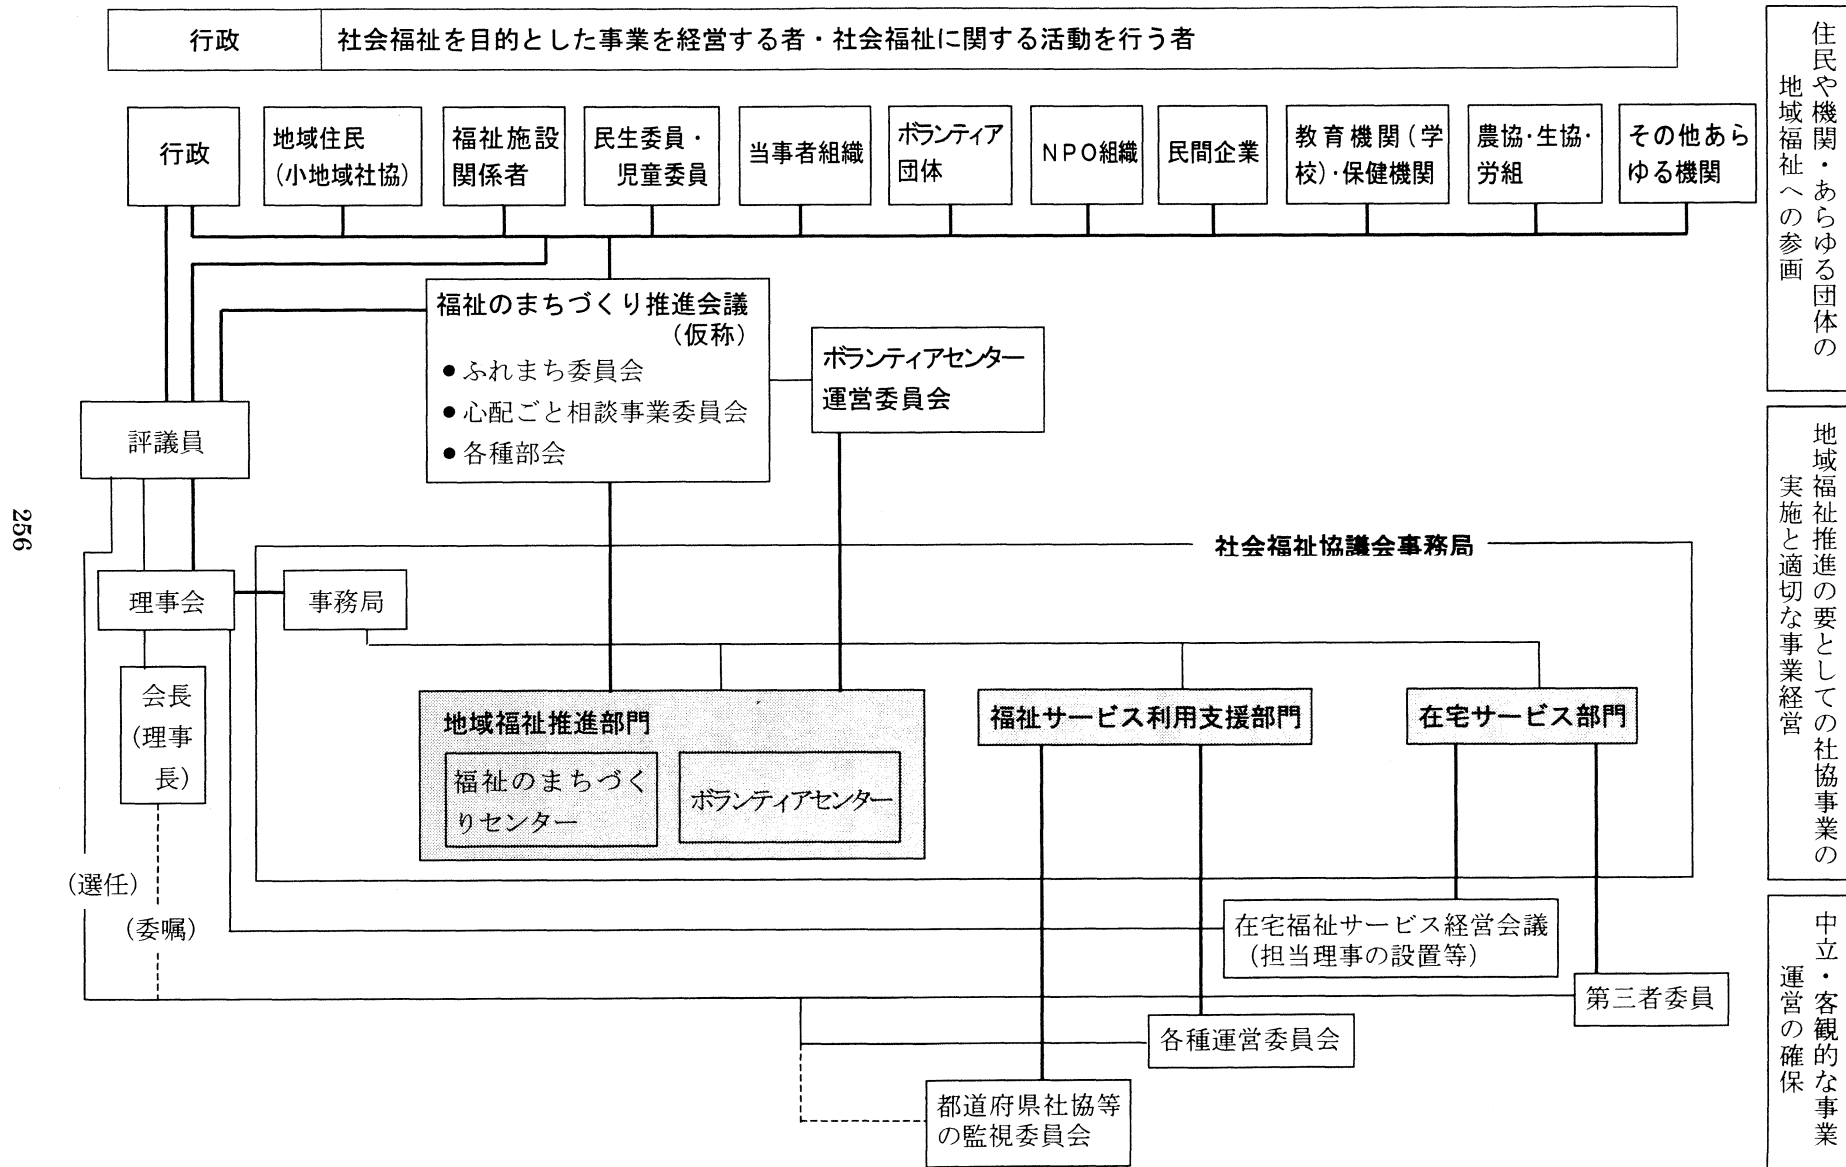 行政
社会福祉を目的とした事業を経営する者・社会福祉に関する活動を行う者
行政
地域住民
(小地域社協)
福祉施設
関係者
民生委員・
児童委員
当事者組織
ボランティア
団体
NPO組織
民間企業
教育機関(学
校)・保健機関
農協・生協・
労組
その他あら
ゆる機関
福祉のまちづくり推進会議
(仮称)
●ふれまち委員会
●心配ごと相談事業委員会
●各種部会
ボランティアセンター
運営委員会
評議員
社会福祉協議会事務局
理事会
事務局
会長
(理事
長)
地域福祉推進部門
福祉のまちづく
りセンター
ボランティアセンター
福祉サービス利用支援部門
在宅サービス部門
(選任)
(委嘱)
在宅福祉サービス経営会議
(担当理事の設置等)
第三者委員
各種運営委員会
都道府県社協等
の監視委員会
住民や機関・あらゆる団体の
地域福祉への参画
地域福祉推進の要としての社協事業の
実施と適切な事業経営
中立・客観的な事業
運営の確保
256